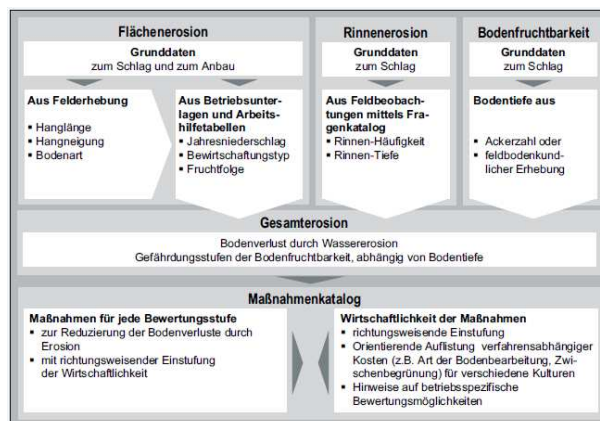 Flächenerosion
Grunddaten
zum Schlag und zum Anbau
Aus Felderhebung
▪ Hanglänge
▪ Hangneigung
▪ Bodenart
Aus Betriebsunter-
lagen und Arbeits-
hilfetabellen
▪ Jahresniederschlag
▪ Bewirtschaftungstyp
▪ Fruchtfolge
Rinnenerosion
Grunddaten
zum Schlag
Aus Feldbeobach-
tungen mittels Fra-
genkatalog
▪ Rinnen-Häufigkeit
▪ Rinnen-Tiefe
Bodenfruchtbarkeit
Grunddaten
zum Schlag
Bodentiefe aus
▪ Ackerzahl oder
▪ feldbodenkund-
licher Erhebung
Gesamterosion
Bodenverlust durch Wassererosion
Gefährdungsstufen der Bodenfruchtbarkeit, abhängig von Bodentiefe
Maßnahmenkatalog
Maßnahmen für jede Bewertungsstufe
▪ zur Reduzierung der Bodenverluste durch
Erosion
▪ mit richtungsweisender Einstufung
der Wirtschaftlichkeit
Wirtschaftlichkeit der Maßnahmen
▪ richtungsweisende Einstufung
▪ Orientierende Auflistung verfahrensabhängiger
Kosten (z.B. Art der Bodenbearbeitung, Zwi-
schenbegrünung) für verschiedene Kulturen
▪ Hinweise auf betriebsspezifische
Bewertungsmöglichkeiten